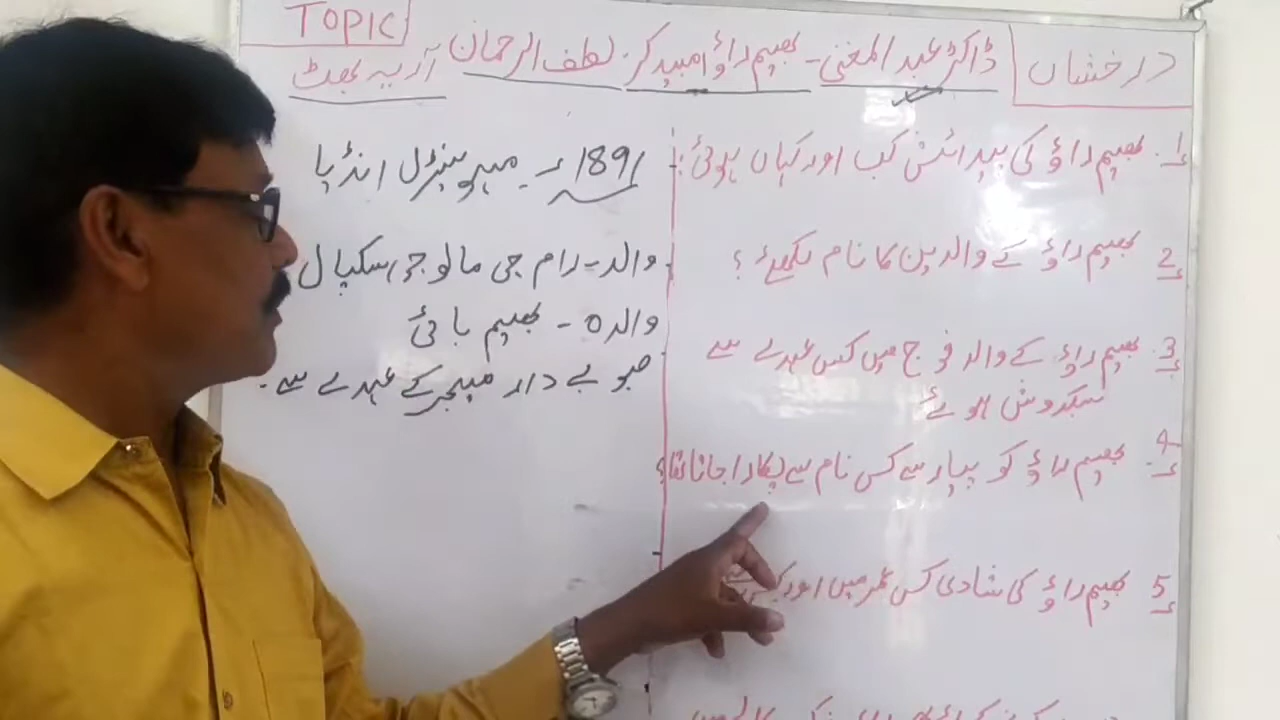 درخشاں
ڈاکٹر عبد المغنی - بھیم راؤ امبیڈکر - لطف الرحمان
TOPIC
آریہ بھٹ
1. بھیم راؤ کی پیدائش کب اور کہاں ہوئی؟
1891ء - میو سنٹرل انڈیا
2 بھیم راؤ کے والدین کا نام لکھئے؟
والد - رام جی مالوجی سکپال
والدہ - بھیم بائی
3. بھیم راؤ کے والد فوج میں کس عہدے سے
سبکدوش ہوئے
صوبے دار میجر کے عہدے سے -
4. بھیم راؤ کو پیار سے کس نام سے پکارا جاتا تھا؟
5 بھیم راؤ کی شادی کس عمر میں اور کس